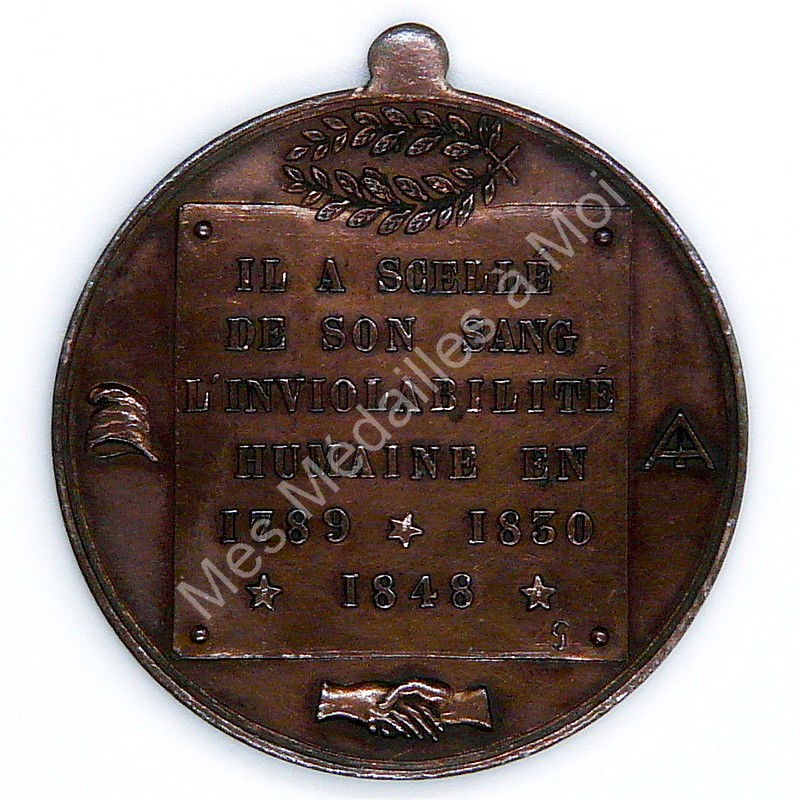 IL A SCELLÉ
DE SON SANG
L'INVIOLABILITÉ
HUMAINE EN
1789 ★ 1830
★ 1848 ★
G
Mes Médailles à Moi